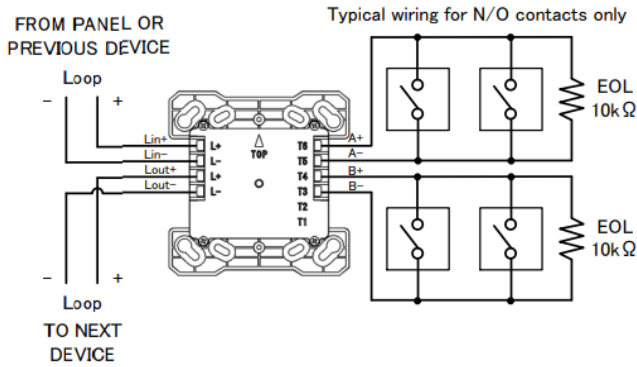 Typical wiring for N/O contacts only
FROM PANEL OR
PREVIOUS DEVICE
Loop
- +
Lin+
Lin-
Lout+
Lout-
L+
L-
L+
L-
TOP
T6
T5
T4
T3
T2
T1
A+
A-
B+
B-
EOL
10kΩ
EOL
10kΩ
- +
Loop
TO NEXT
DEVICE